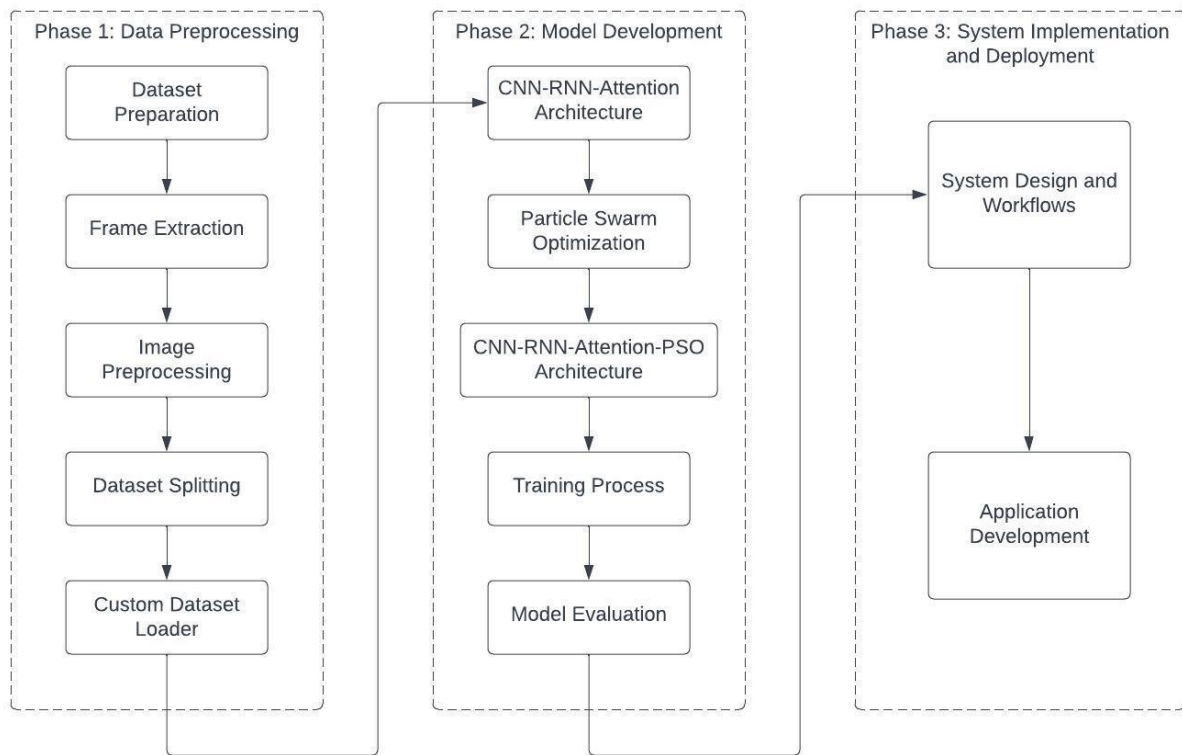 Phase 1: Data Preprocessing
Dataset
Preparation
Frame Extraction
Image
Preprocessing
Dataset Splitting
Custom Dataset
Loader
Phase 2: Model Development
CNN-RNN-Attention
Architecture
Particle Swarm
Optimization
CNN-RNN-Attention-PSO
Architecture
Training Process
Model Evaluation
Phase 3: System Implementation
and Deployment
System Design and
Workflows
Application
Development